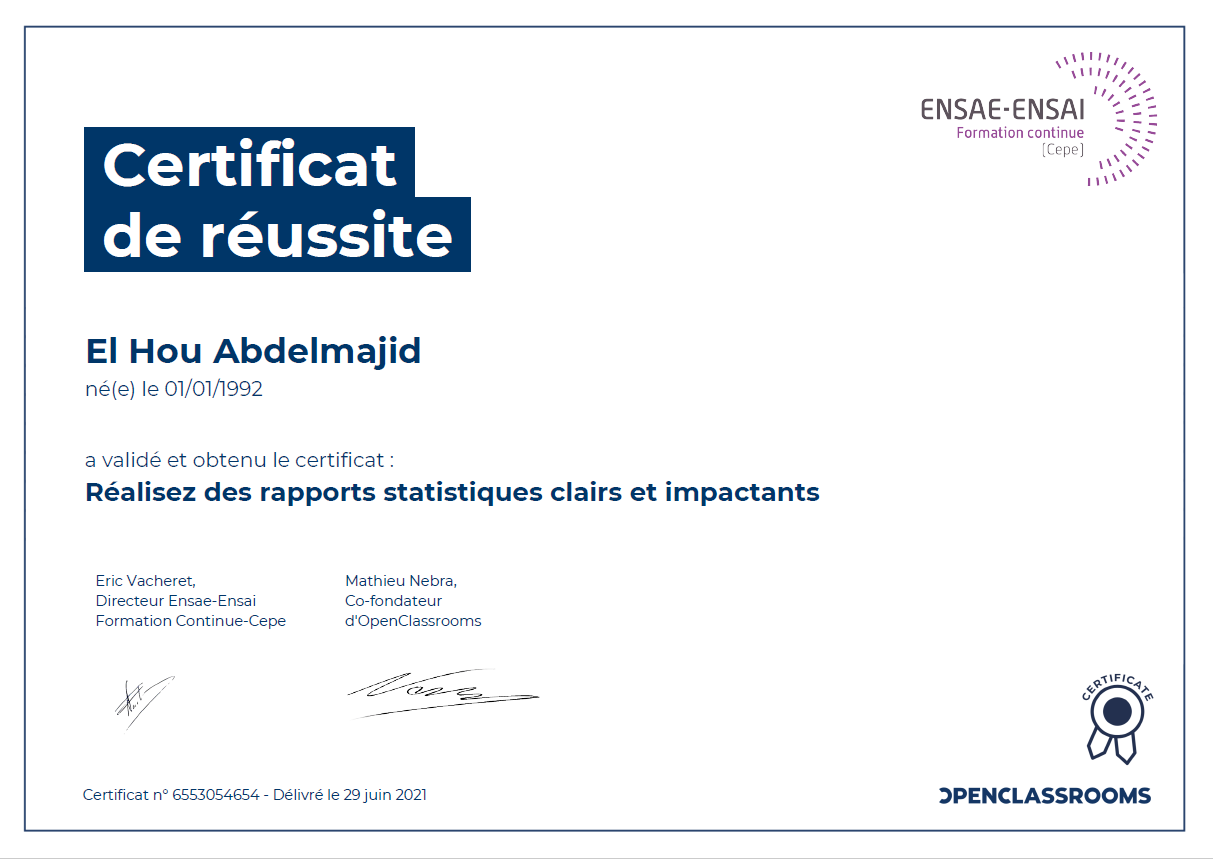 ENSAE-ENSAI
Formation continue
[Cepe]
Certificat
de réussite
El Hou Abdelmajid
né(e) le 01/01/1992
a validé et obtenu le certificat :
Réalisez des rapports statistiques clairs et impactants
Eric Vacheret,
Directeur Ensae-Ensai
Formation Continue-Cepe
Mathieu Nebra,
Co-fondateur
d'OpenClassrooms
CERTIFICATE
Certificat n° 6553054654 - Délivré le 29 juin 2021
OPENCLASSROOMS